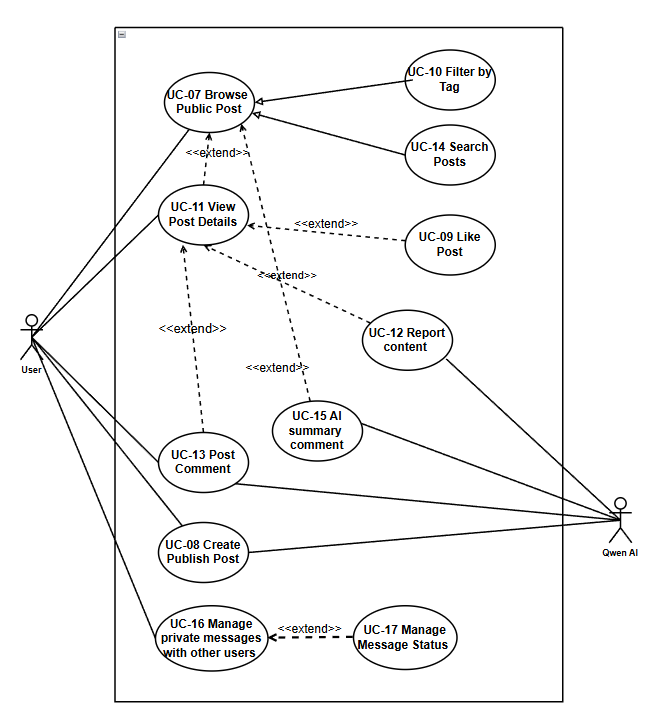 UC-10 Filter by
Tag
UC-07 Browse
Public Post
UC-14 Search
Posts
<<extend>>
UC-11 View
Post Details
<<extend>>
UC-09 Like
Post
<<extend>>
<<extend>>
UC-12 Report
content
User
<<extend>>
UC-15 AI
summary
comment
UC-13 Post
Comment
UC-08 Create
Publish Post
Qwen AI
UC-16 Manage
private messages
with other users
<<extend>>
UC-17 Manage
Message Status